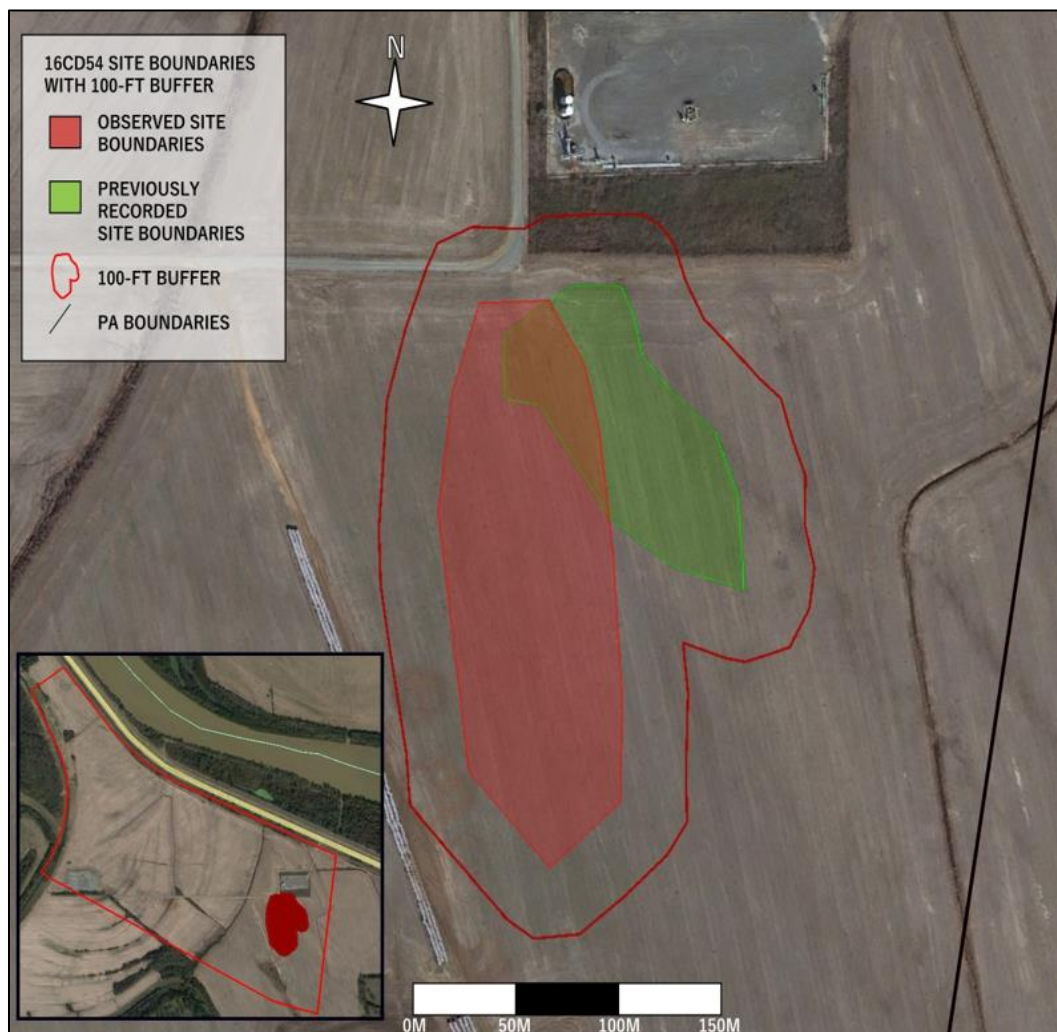 16CD54 SITE BOUNDARIES
WITH 100-FT BUFFER
OBSERVED SITE
BOUNDARIES
PREVIOUSLY
RECORDED
SITE BOUNDARIES
100-FT BUFFER
PA BOUNDARIES
N
0M 50M 100M 150M